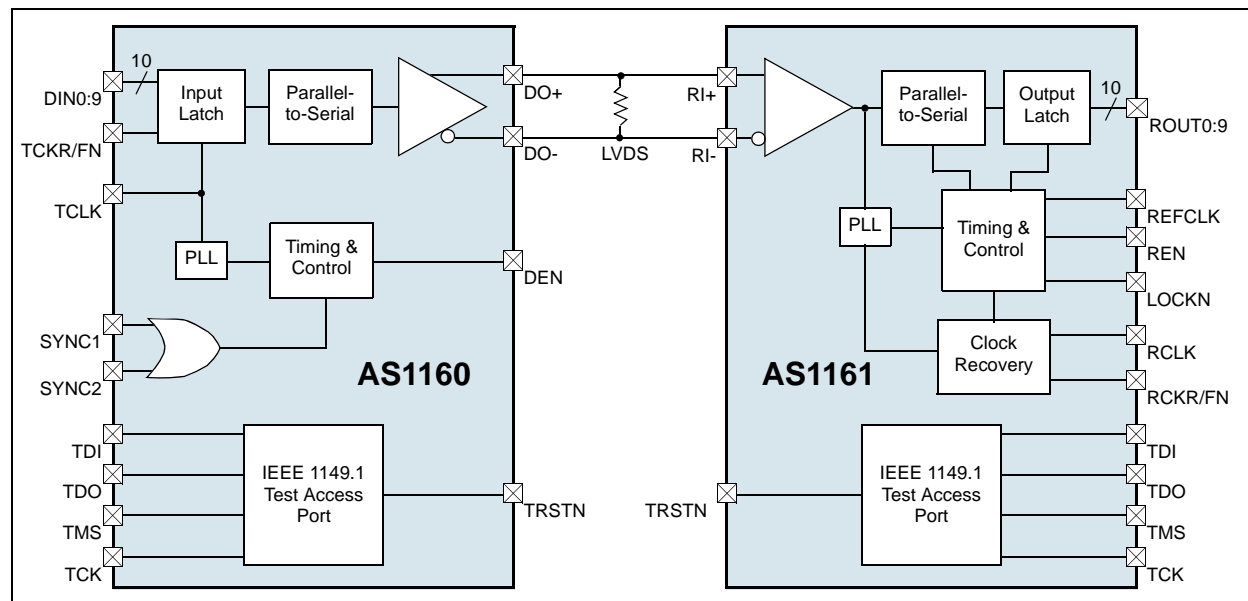 10
DIN0:9
TCKR/FN
TCLK
SYNC1
SYNC2
TDI
TDO
TMS
TCK
Input
Latch
Parallel-
to-Serial
PLL
Timing &
Control
AS1160
IEEE 1149.1
Test Access
Port
DO+
DO-
DEN
TRSTN
LVDS
RI+
RI-
TRSTN
Parallel-
to-Serial
Output
Latch
PLL
Timing &
Control
Clock
Recovery
AS1161
IEEE 1149.1
Test Access
Port
10
ROUT0:9
REFCLK
REN
LOCKN
RCLK
RCKR/FN
TDI
TDO
TMS
TCK